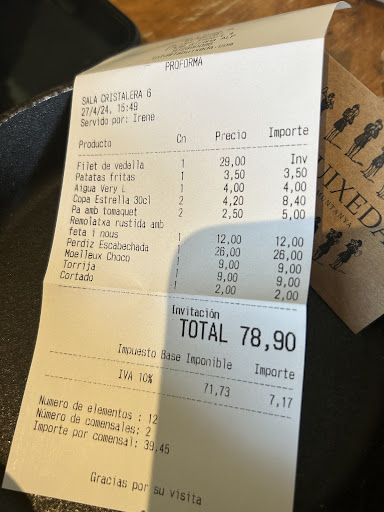 PROFORMA
SALA CRISTALERA 6
27/4/24, 15:49
Servido por: Irene
Producto Cn Precio Importe
Filet de vedella 1 29,00 Inv
Patatas fritas 1 3,50 3,50
Aigua Very L 1 4,00 4,00
Copa Estrella 30cl 2 4,20 8,40
Pa amb tomaquet 2 2,50 5,00
Remolatxa rustida amb
feta i nous 1 12,00 12,00
Perdiz Escabechada 1 26,00 26,00
Moelleux Choco 1 9,00 9,00
Torrija 1 9,00 9,00
Cortado 1 2,00 2,00
Invitación
TOTAL 78,90
Impuesto Base Imponible Importe
IVA 10% 71,73 7,17
Numero de elementos : 12
Número de comensales: 2
Importe por comensal: 39,45
Gracias por su visita